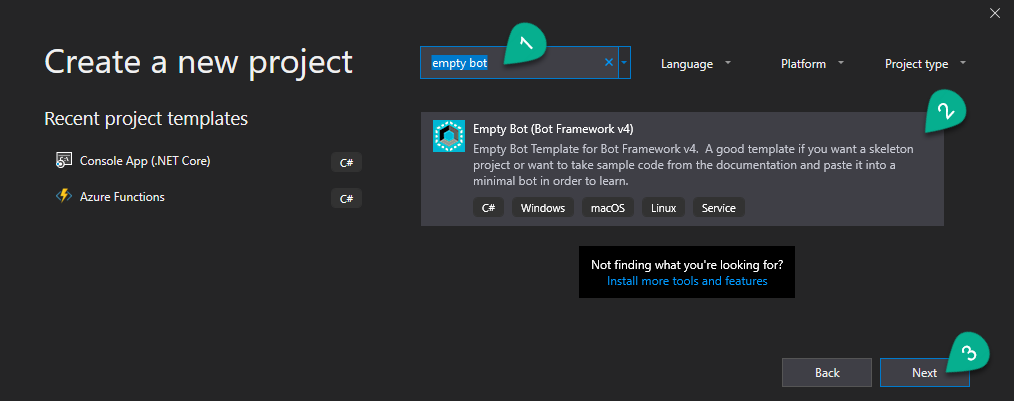 Create a new project
Recent project templates
Console App (.NET Core)
C#
Azure Functions
C#
empty bot
1
Language
Platform
Project type
2
Empty Bot (Bot Framework v4)
Empty Bot Template for Bot Framework v4. A good template if you want a skeleton
project or want to take sample code from the documentation and paste it into a
minimal bot in order to learn.
C# Windows macOS Linux Service
Not finding what you're looking for?
Install more tools and features
Back
Next
3